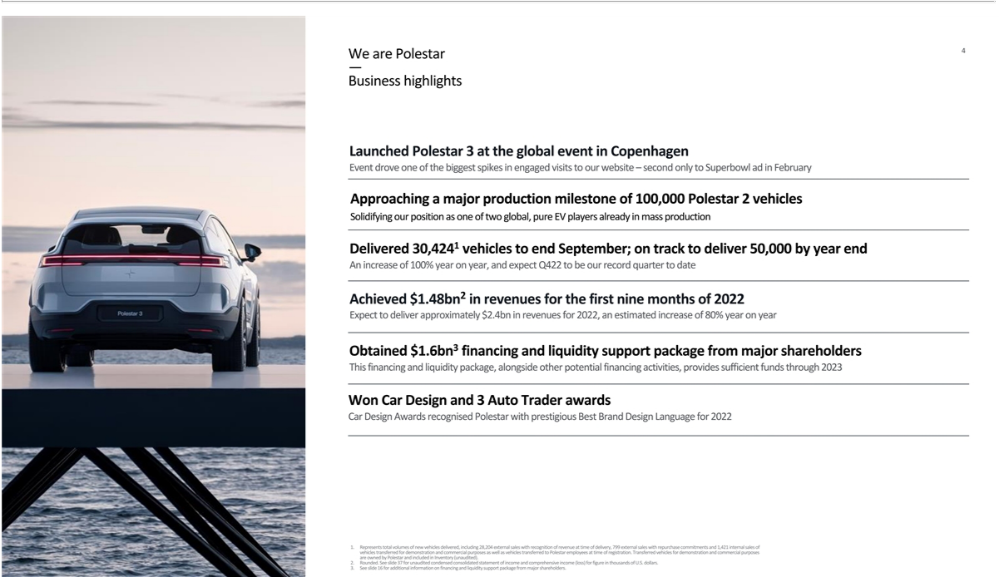 We are Polestar
—
Business highlights
4
Launched Polestar 3 at the global event in Copenhagen
Event drove one of the biggest spikes in engaged visits to our website – second only to Superbowl ad in February
Approaching a major production milestone of 100,000 Polestar 2 vehicles
Solidifying our position as one of two global, pure EV players already in mass production
Delivered 30,424¹ vehicles to end September; on track to deliver 50,000 by year end
An increase of 100% year on year, and expect Q422 to be our record quarter to date
Achieved $1.48bn² in revenues for the first nine months of 2022
Expect to deliver approximately $2.4bn in revenues for 2022, an estimated increase of 80% year on year
Obtained $1.6bn³ financing and liquidity support package from major shareholders
This financing and liquidity package, alongside other potential financing activities, provides sufficient funds through 2023
Won Car Design and 3 Auto Trader awards
Car Design Awards recognised Polestar with prestigious Best Brand Design Language for 2022
Polestar 3
1. Represents total volumes of new vehicles delivered, including 28,204 external sales with recognition of revenue at time of delivery, 799 external sales with repurchase commitments and 1,421 internal sales of
vehicles transferred for demonstration and commercial purposes as well as vehicles transferred to Polestar employees at time of registration. Transferred vehicles for demonstration and commercial purposes
are owned by Polestar and included in Inventory (unaudited).
2. Rounded. See slide 37 for unaudited condensed consolidated statement of income and comprehensive income (loss) for figure in thousands of U.S. dollars.
3. See slide 16 for additional information on financing and liquidity support package from major shareholders.